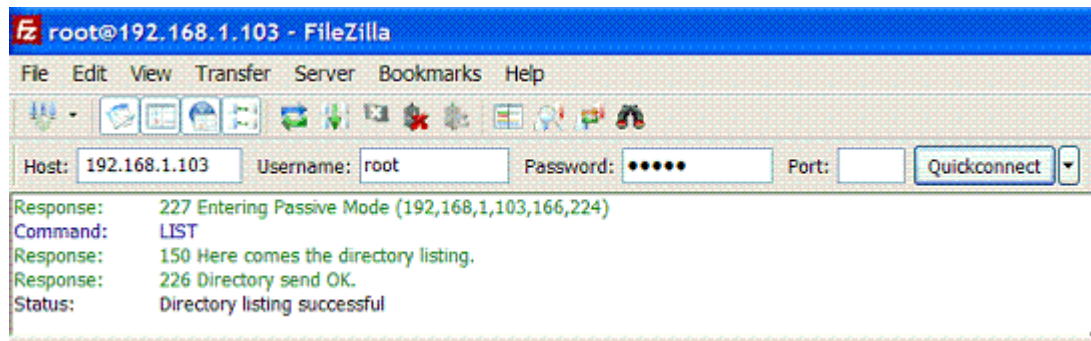 Fz root@192.168.1.103 - FileZilla
File Edit View Transfer Server Bookmarks Help
Host: 192.168.1.103 Username: root Password: ••••• Port: Quickconnect
Response: 227 Entering Passive Mode (192,168,1,103,166,224)
Command: LIST
Response: 150 Here comes the directory listing.
Response: 226 Directory send OK.
Status: Directory listing successful